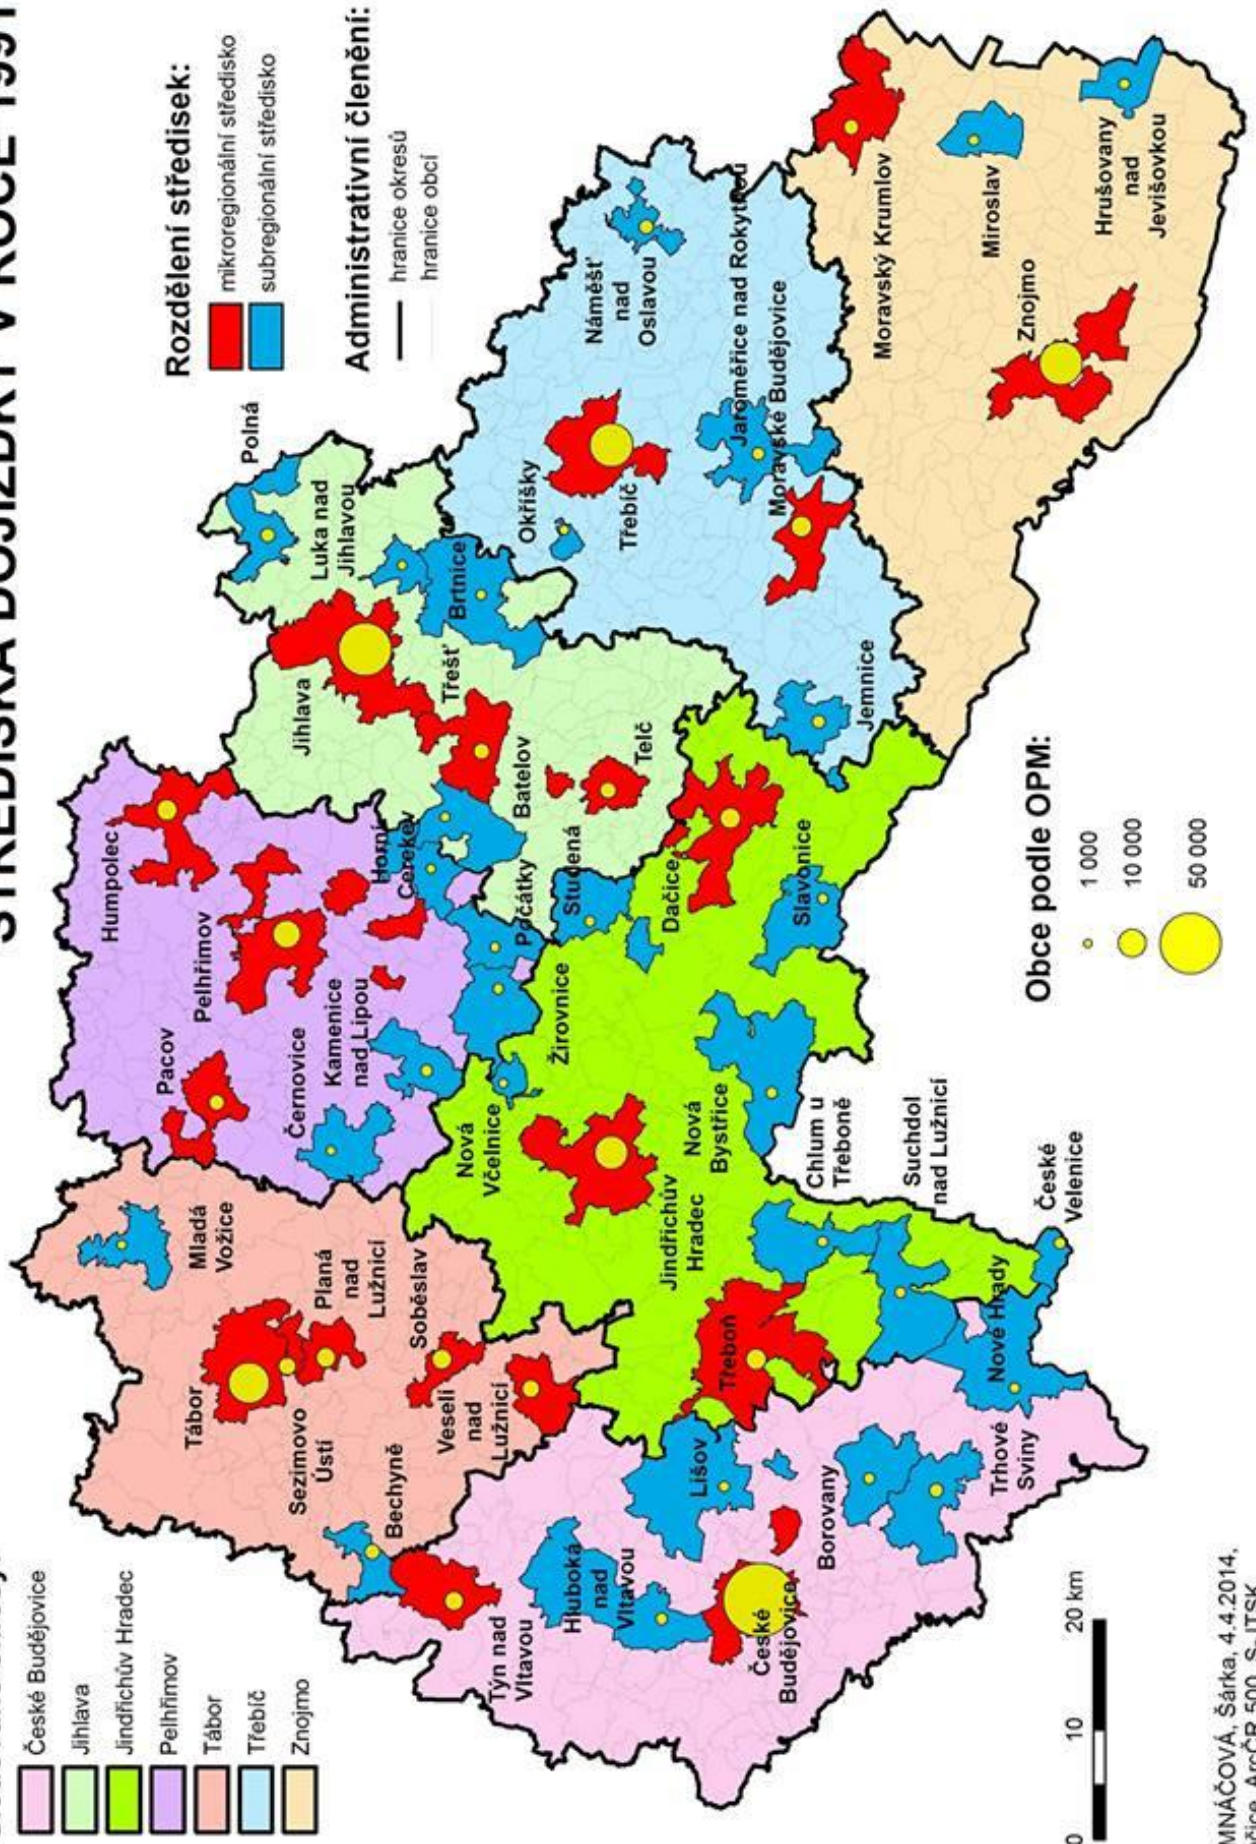 STŘEDISKA DOJÍŽĎKY V ROCE 1991
Rozdělení středisek:
mikroregionální středisko
subregionální středisko
Administrativní členění:
hranice okresů
hranice obcí
České Budějovice
Jihlava
Jindřichův Hradec
Pelhřimov
Tábor
Třebíč
Znojmo
Humpolec
Pelhřimov
Pacov
Černovice
Kamenice
nad Lipou
Horní
Cerekev
Počátky
Žirovnice
Polná
Luka nad
Jihlavou
Jihlava
Brtnice
Třešť
Batelov
Telč
Okříšky
Třebíč
Náměšť
nad
Oslavou
Jaroměřice nad Rokytnou
Moravské Budějovice
Jemnice
Moravský Krumlov
Miroslav
Hrušovany
nad
Jevišovkou
Znojmo
Mladá
Vožice
Tábor
Sezimovo
Ústí
Planá
nad
Lužnicí
Soběslav
Veselí
nad
Lužnicí
Bechyně
Nová
Včelnice
Studená
Dačice
Slavonice
Jindřichův
Hradec
Nová
Bystřice
Chlum u
Třeboně
Suchdol
nad Lužnicí
České
Velenice
Třeboň
Týn nad
Vltavou
Hluboká
nad
Vltavou
Lišov
České
Budějovice
Borovany
Trhové
Sviny
Nové Hrady
Obce podle OPM:
1 000
10 000
50 000
0 10 20 km
MNÁČOVÁ, Šárka, 4.4.2014,
ArcČR 500, S-JTSK